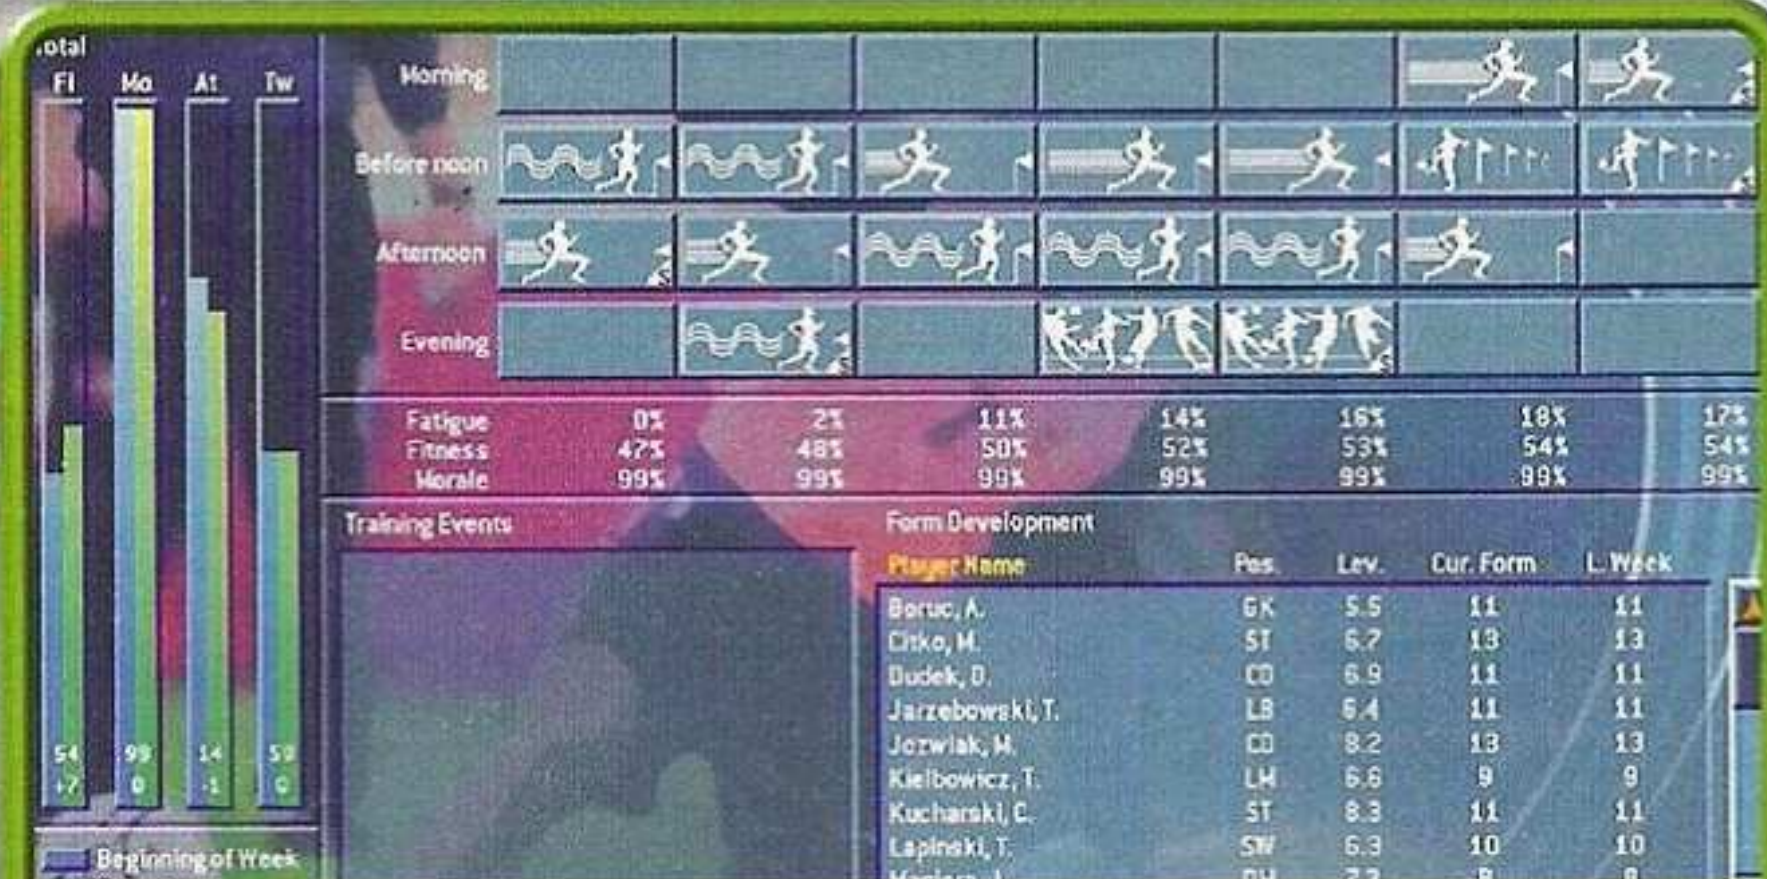 Total
Fi Mo At Tw
Morning
Before noon
Afternoon
Evening
Fatigue 0% 2% 11% 14% 16% 18% 17%
Fitness 47% 48% 50% 52% 53% 54% 54%
Morale 99% 99% 99% 99% 99% 99% 99%
Training Events
Form Development
Player Name Pos. Lev. Cur. Form L. Week
Boruc, A. GK 5.5 11 11
Citko, M. ST 6.7 13 13
Dudek, D. CD 6.9 11 11
Jarzebowski, T. LB 6.4 11 11
Jozwiak, M. CD 8.2 13 13
Kielbowicz, T. LM 6.6 9 9
Kucharski, C. ST 8.3 11 11
Lapinski, T. SW 6.3 10 10
54 99 14 50
+7 0 -1 0
Beginning of Week